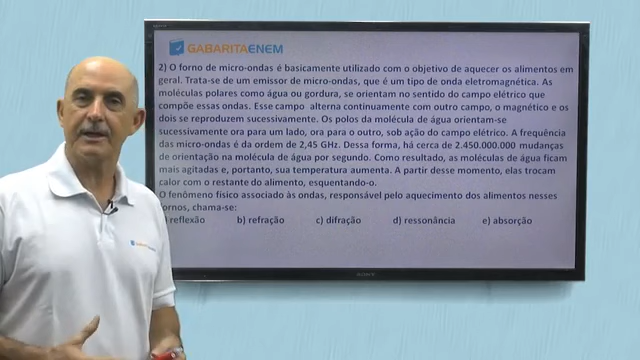 GABARITAENEM
2) O forno de micro-ondas é basicamente utilizado com o objetivo de aquecer os alimentos em
geral. Trata-se de um emissor de micro-ondas, que é um tipo de onda eletromagnética. As
moléculas polares como água ou gordura, se orientam no sentido do campo elétrico que
compõe essas ondas. Esse campo alterna continuamente com outro campo, o magnético e os
dois se reproduzem sucessivamente. Os polos da molécula de água orientam-se
sucessivamente ora para um lado, ora para o outro, sob ação do campo elétrico. A frequência
das micro-ondas é da ordem de 2,45 GHz. Dessa forma, há cerca de 2.450.000.000 mudanças
de orientação na molécula de água por segundo. Como resultado, as moléculas de água ficam
mais agitadas e, portanto, sua temperatura aumenta. A partir desse momento, elas trocam
calor com o restante do alimento, esquentando-o.
O fenômeno físico associado às ondas, responsável pelo aquecimento dos alimentos nesses
fornos, chama-se:
) reflexão b) refração c) difração d) ressonância e) absorção
SONY
GABARITAENEM